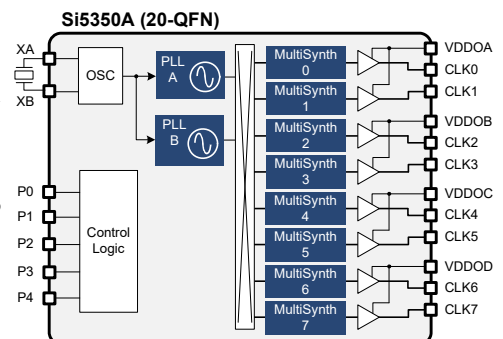 Si5350A (20-QFN)
XA
XB
OSC
PLL
A
PLL
B
P0
P1
P2
P3
P4
Control
Logic
MultiSynth
0
MultiSynth
1
MultiSynth
2
MultiSynth
3
MultiSynth
4
MultiSynth
5
MultiSynth
6
MultiSynth
7
VDDOA
CLK0
CLK1
VDDOB
CLK2
CLK3
VDDOC
CLK4
CLK5
VDDOD
CLK6
CLK7